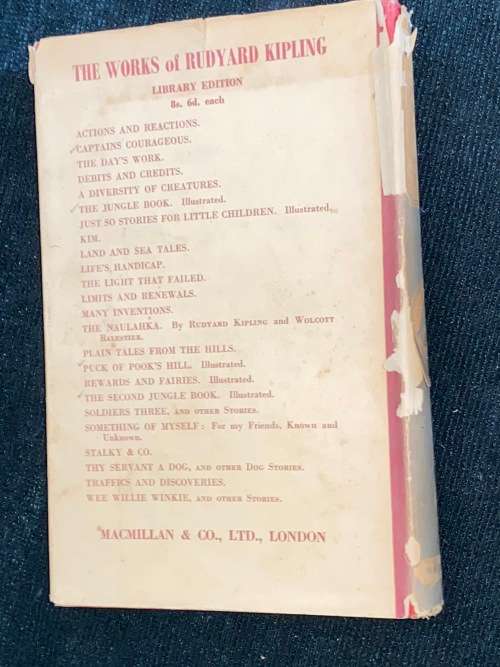 THE WORKS of RUDYARD KIPLING
LIBRARY EDITION
8s. 6d. each
ACTIONS AND REACTIONS.
CAPTAINS COURAGEOUS.
THE DAY'S WORK.
DEBITS AND CREDITS.
A DIVERSITY OF CREATURES.
THE JUNGLE BOOK. Illustrated.
JUST SO STORIES FOR LITTLE CHILDREN. Illustrated.
KIM.
LAND AND SEA TALES.
LIFE'S HANDICAP.
THE LIGHT THAT FAILED.
LIMITS AND RENEWALS.
MANY INVENTIONS.
THE NAULAHKA. By RUDYARD KIPLING and WOLCOTT
BALESTIER.
PLAIN TALES FROM THE HILLS.
PUCK OF POOK'S HILL. Illustrated.
REWARDS AND FAIRIES. Illustrated.
THE SECOND JUNGLE BOOK. Illustrated.
SOLDIERS THREE, AND OTHER STORIES.
SOMETHING OF MYSELF: For my Friends, Known and
Unknown.
STALKY & CO.
THY SERVANT A DOG, AND OTHER DOG STORIES.
TRAFFICS AND DISCOVERIES.
WEE WILLIE WINKIE, AND OTHER STORIES.
MACMILLAN & CO., LTD., LONDON